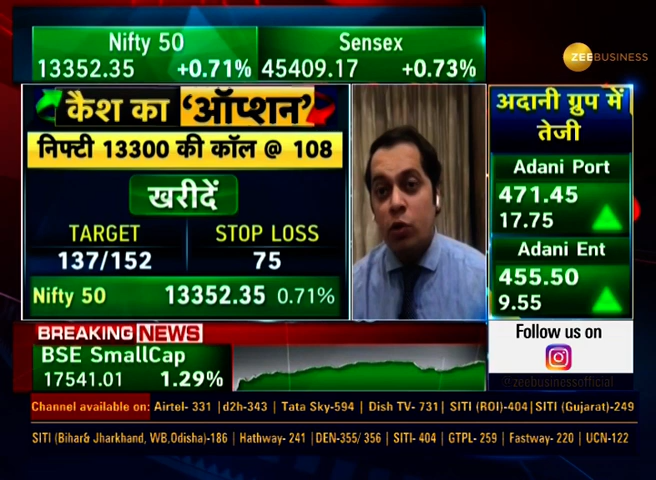 Nifty 50
13352.35 +0.71%
Sensex
45409.17 +0.73%
ZEEBUSINESS
कैश का 'ऑप्शन'
निफ्टी 13300 की कॉल @ 108
खरीदें
TARGET
137/152
STOP LOSS
75
Nifty 50 13352.35 0.71%
अदानी ग्रुप में
तेजी
Adani Port
471.45
17.75
Adani Ent
455.50
9.55
BREAKING NEWS
BSE SmallCap
17541.01 1.29%
Follow us on
@zeebusinessofficial
Channel available on: Airtel- 331 |d2h-343 | Tata Sky-594 | Dish TV- 731| SITI (ROI)-404|SITI (Gujarat)-249
SITI (Bihar& Jharkhand, WB,Odisha)-186 | Hathway- 241 |DEN-355/ 356 | SITI- 404 | GTPL- 259 | Fastway- 220 | UCN-122